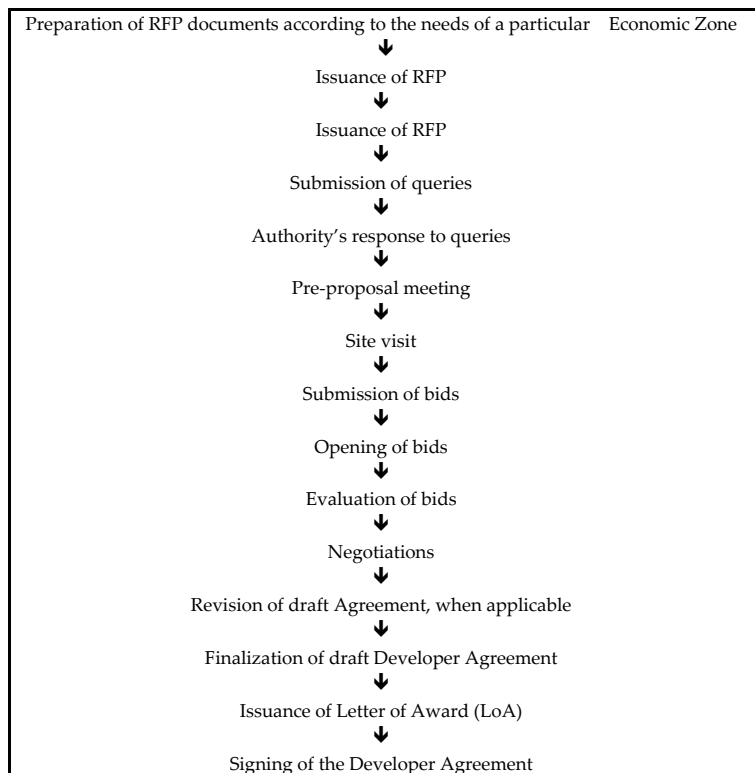 Preparation of RFP documents according to the needs of a particular Economic Zone
Issuance of RFP
Issuance of RFP
Submission of queries
Authority's response to queries
Pre-proposal meeting
Site visit
Submission of bids
Opening of bids
Evaluation of bids
Negotiations
Revision of draft Agreement, when applicable
Finalization of draft Developer Agreement
Issuance of Letter of Award (LoA)
Signing of the Developer Agreement